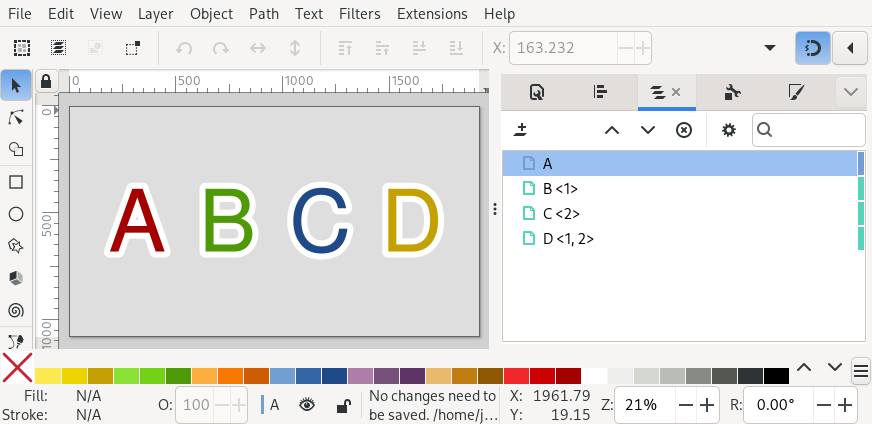 File Edit View Layer Object Path Text Filters Extensions Help
X: 163.232
0 500 1000 1500
0
500
1000
A B C D
A
B <1>
C <2>
D <1, 2>
Fill: N/A
Stroke: N/A
O: 100
A
No changes need to
be saved. /home/j…
X: 1961.79
Y: 19.15
Z: 21%
R: 0.00°